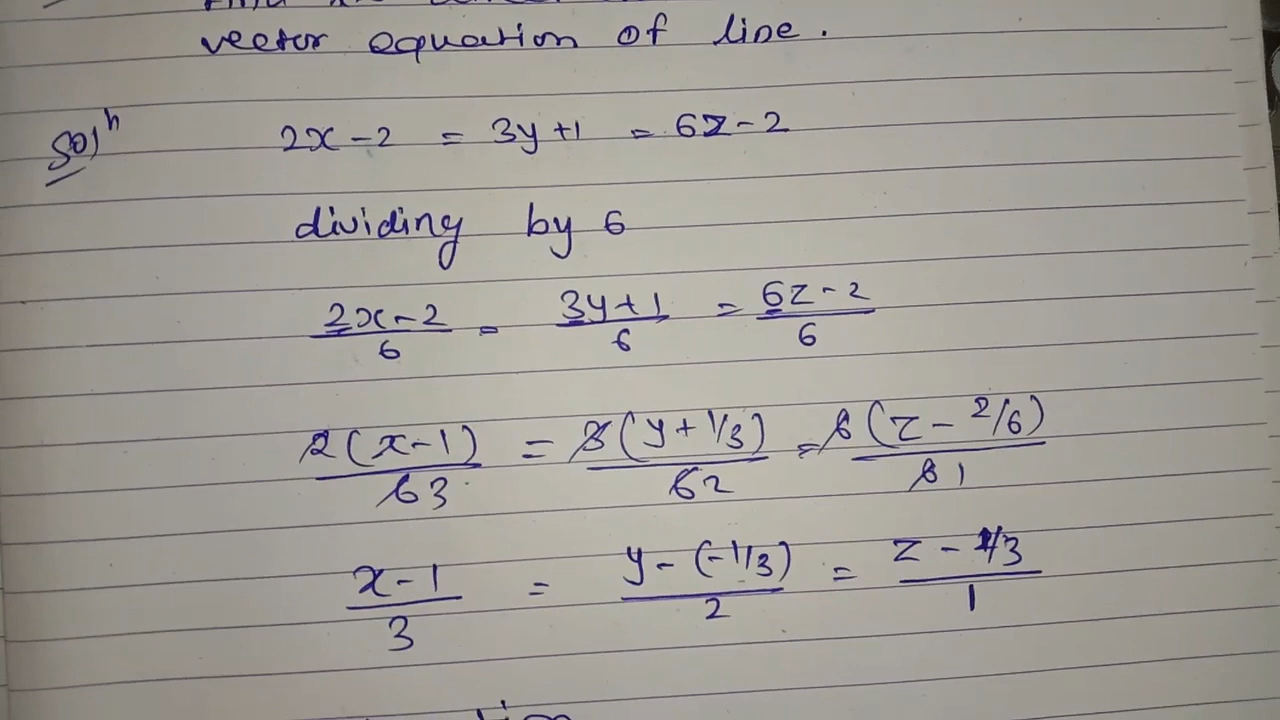 vector equation of line.
Solⁿ 2x - 2 = 3y + 1 = 6z - 2
dividing by 6
2x - 2/6 = 3y + 1/6 = 6z - 2/6
2(x - 1)/63 = 3(y + 1/3)/62 = 6(z - 2/6)/61
x - 1/3 = y - (-1/3)/2 = z - 1/3/1